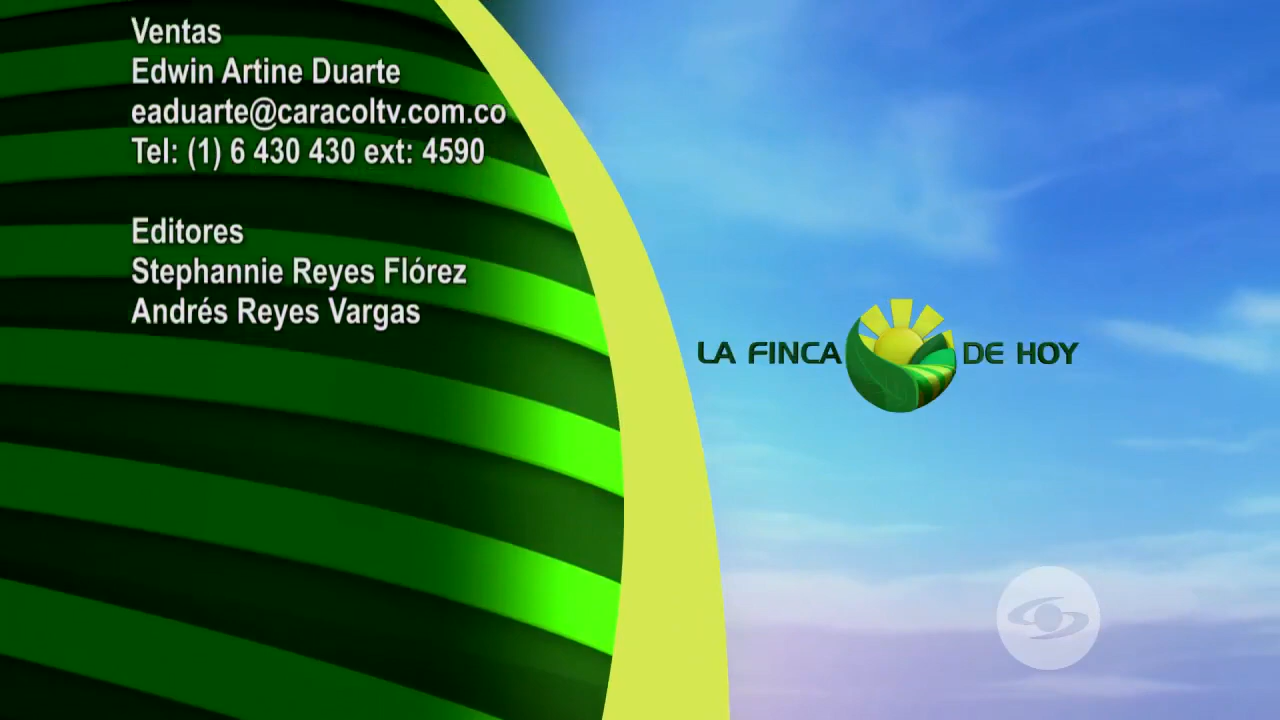 Ventas
Edwin Artine Duarte
eaduarte@caracoltv.com.co
Tel: (1) 6 430 430 ext: 4590
Editores
Stephannie Reyes Flórez
Andrés Reyes Vargas
LA FINCA DE HOY